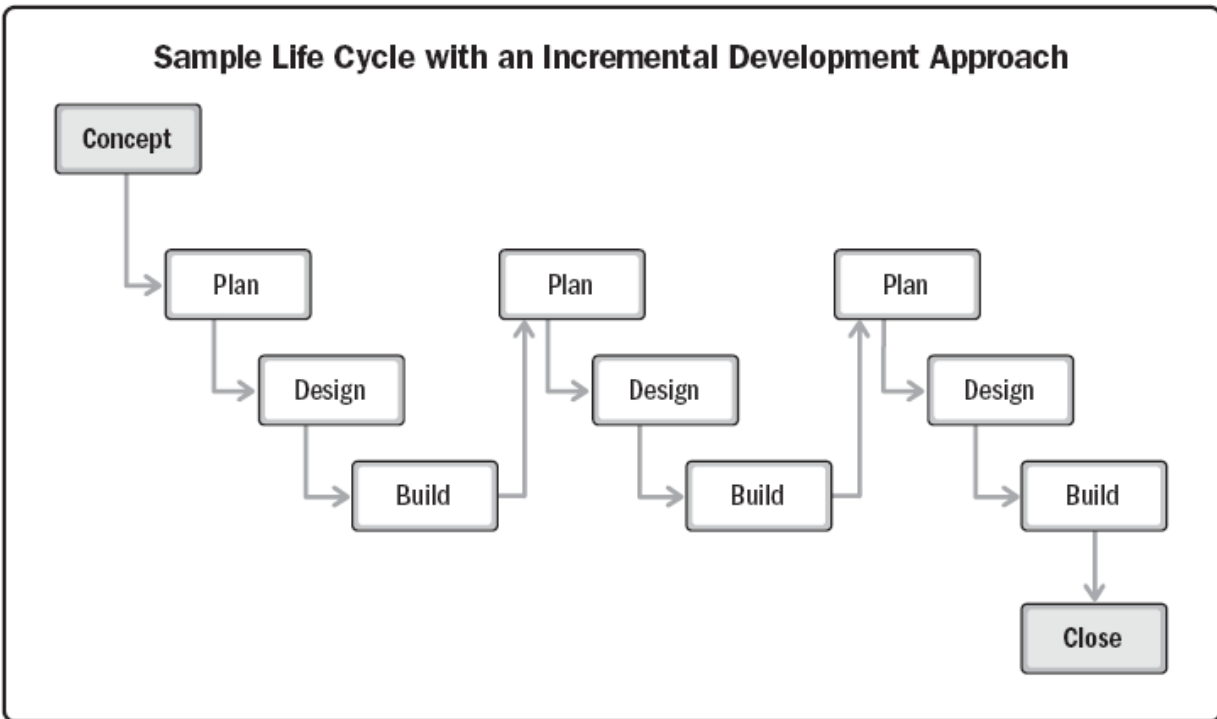 Sample Life Cycle with an Incremental Development Approach
Concept
Plan
Plan
Plan
Design
Design
Design
Build
Build
Build
Close